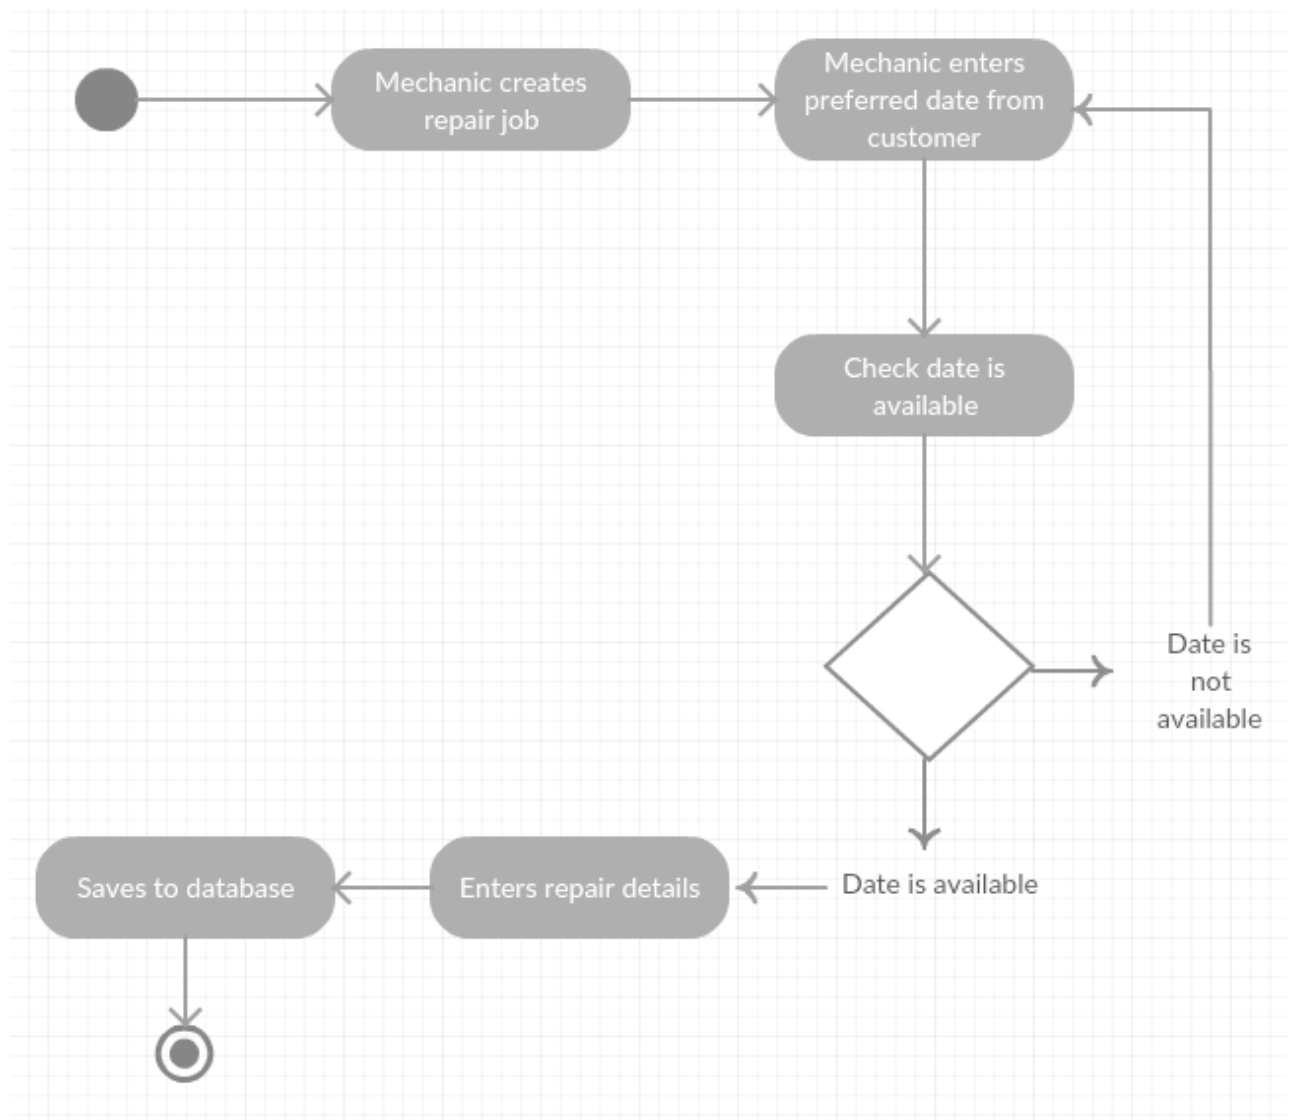 Mechanic creates
repair job
Mechanic enters
preferred date from
customer
Check date is
available
Date is
not
available
Date is available
Enters repair details
Saves to database